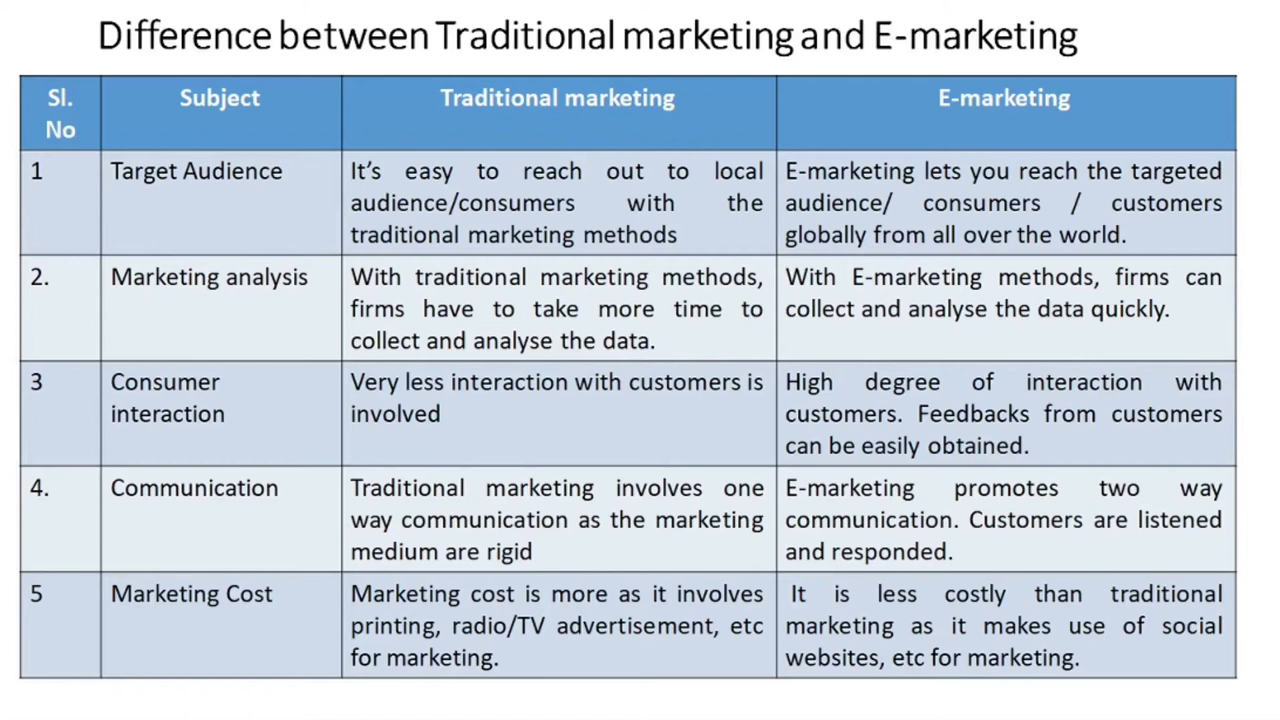 Difference between Traditional marketing and E-marketing
Sl.
No
Subject
Traditional marketing
E-marketing
1
Target Audience
It's easy to reach out to local
audience/consumers with the
traditional marketing methods
E-marketing lets you reach the targeted
audience/ consumers / customers
globally from all over the world.
2.
Marketing analysis
With traditional marketing methods,
firms have to take more time to
collect and analyse the data.
With E-marketing methods, firms can
collect and analyse the data quickly.
3
Consumer
interaction
Very less interaction with customers is
involved
High degree of interaction with
customers. Feedbacks from customers
can be easily obtained.
4.
Communication
Traditional marketing involves one
way communication as the marketing
medium are rigid
E-marketing promotes two way
communication. Customers are listened
and responded.
5
Marketing Cost
Marketing cost is more as it involves
printing, radio/TV advertisement, etc
for marketing.
It is less costly than traditional
marketing as it makes use of social
websites, etc for marketing.